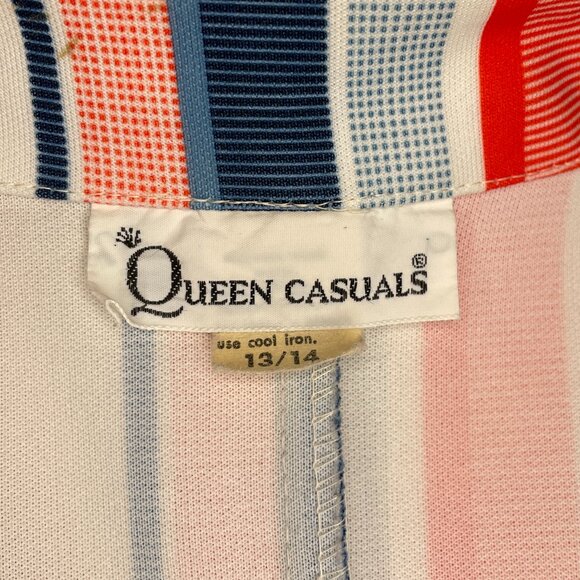 QUEEN CASUALS®
use cool iron.
13/14